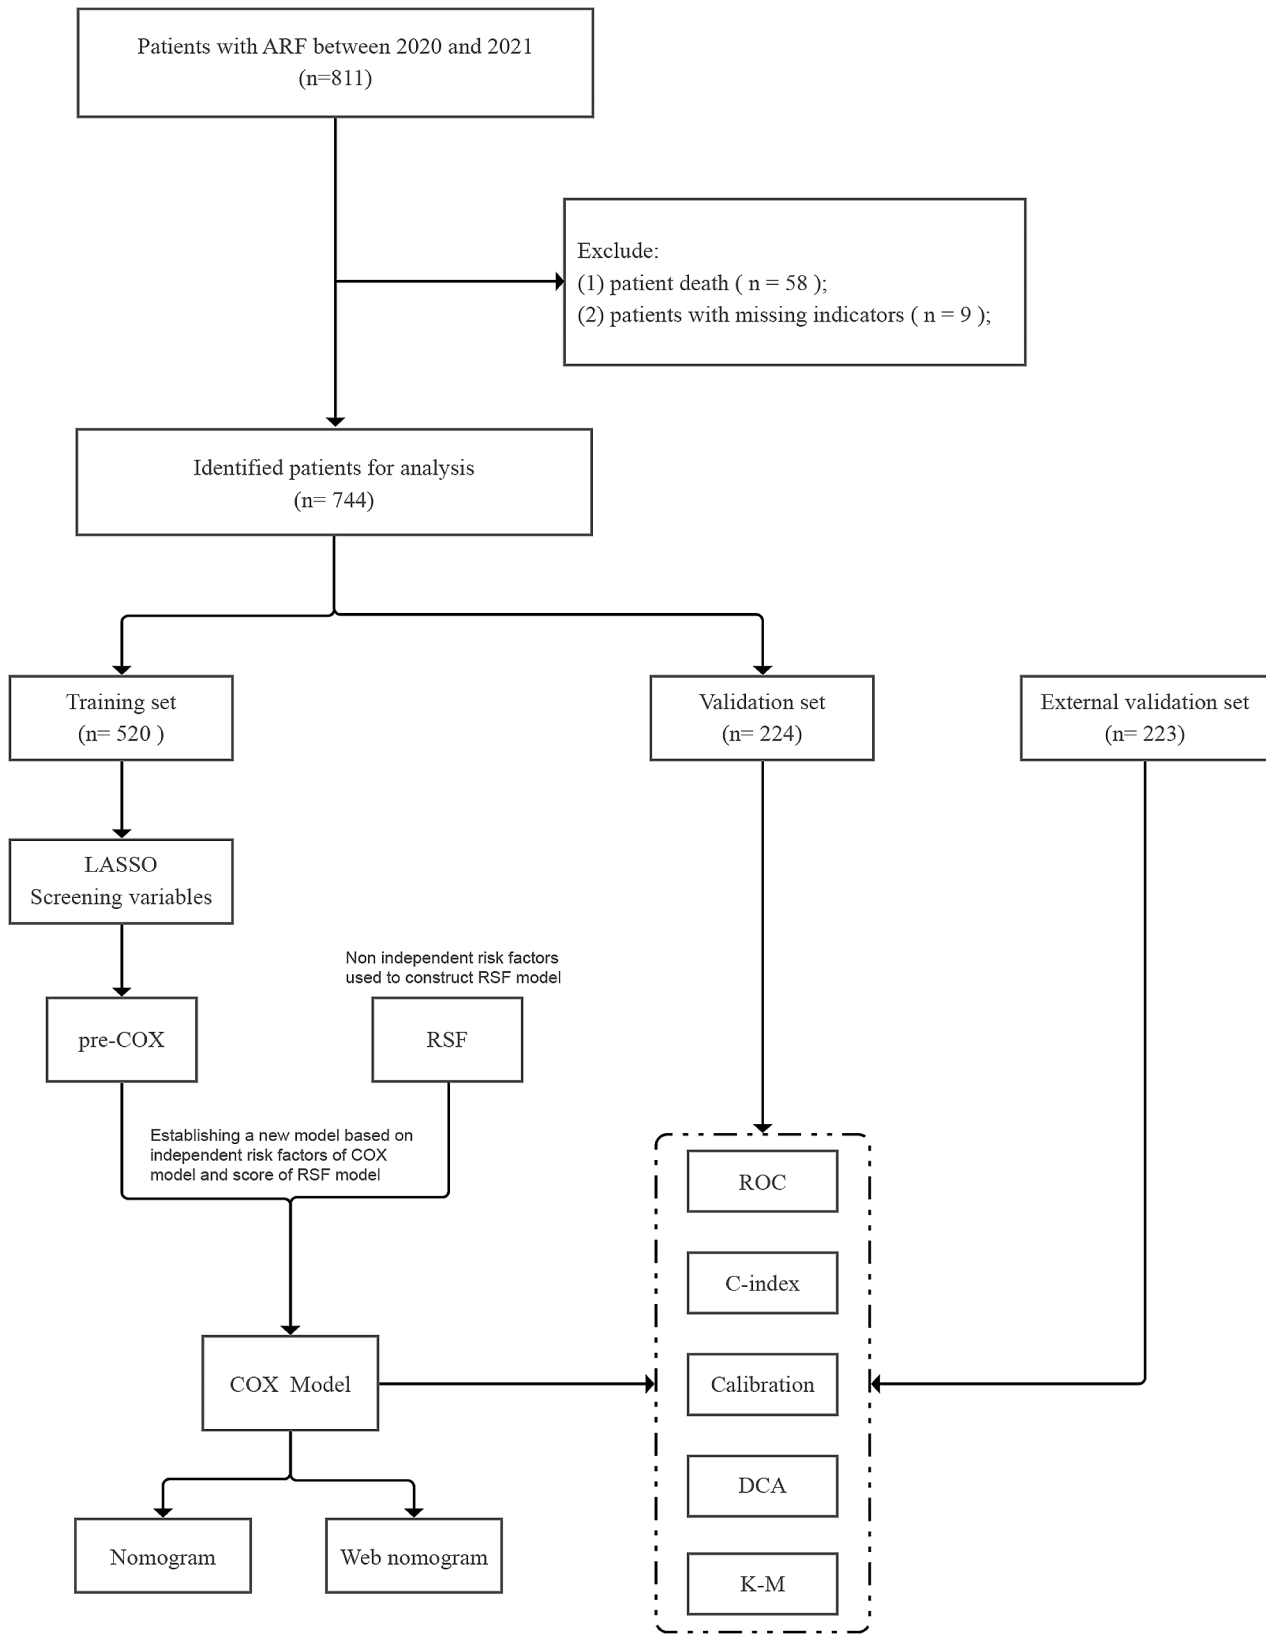 Patients with ARF between 2020 and 2021
(n=811)
Exclude:
(1) patient death ( n = 58 );
(2) patients with missing indicators ( n = 9 );
Identified patients for analysis
(n= 744)
Training set
(n= 520 )
Validation set
(n= 224)
External validation set
(n= 223)
LASSO
Screening variables
Non independent risk factors
used to construct RSF model
pre-COX
RSF
Establishing a new model based on
independent risk factors of COX
model and score of RSF model
ROC
C-index
COX Model
Calibration
DCA
Nomogram
Web nomogram
K-M